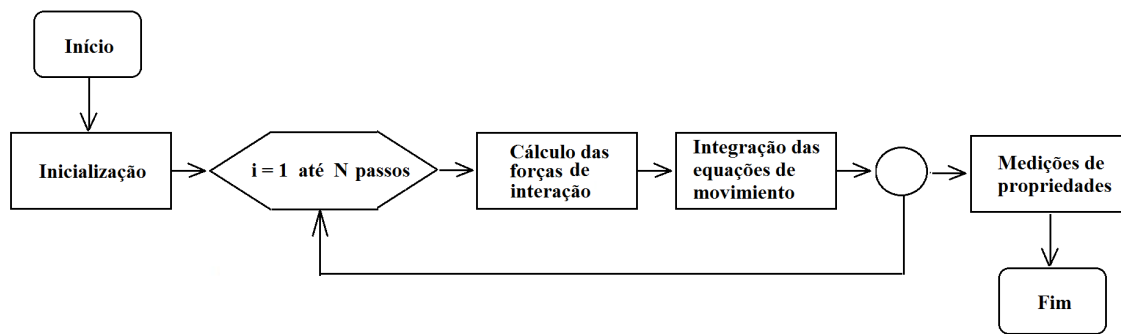 Início
Inicialização
i = 1 até N passos
Cálculo das
forças de
interação
Integração das
equações de
movimiento
Medições de
propriedades
Fim